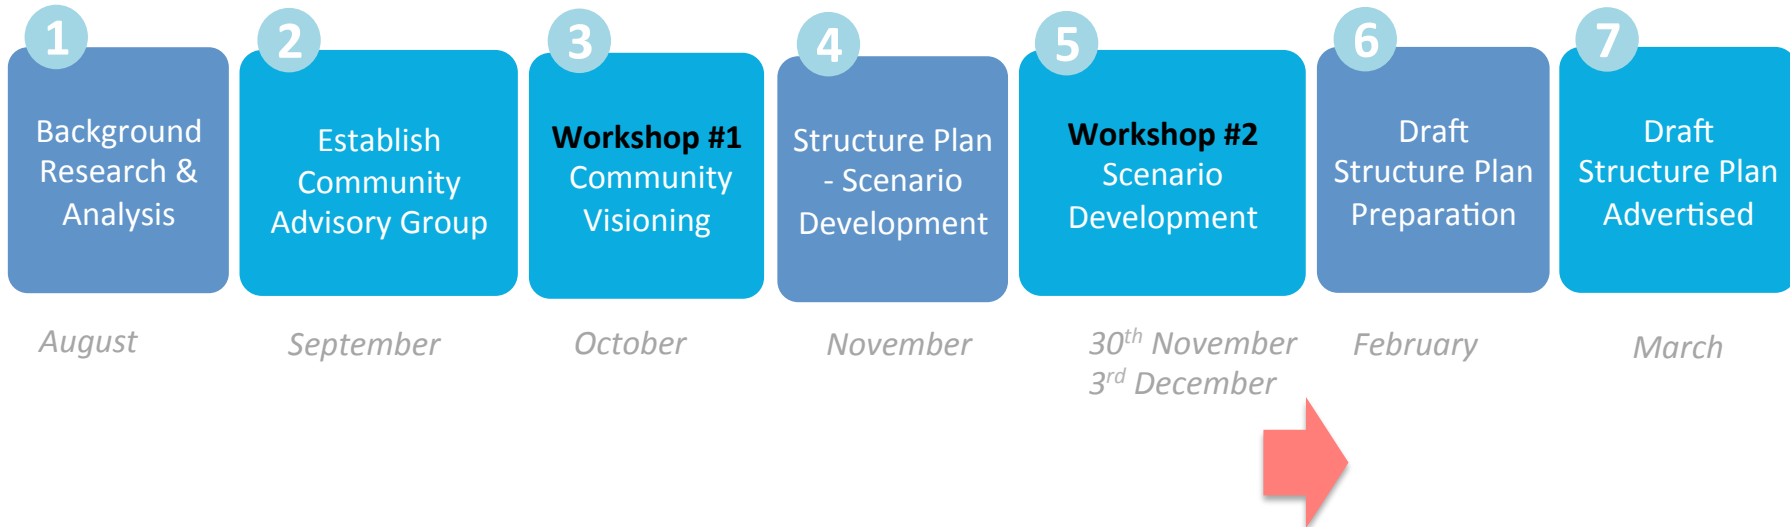 1
Background
Research &
Analysis
August
2
Establish
Community
Advisory Group
September
3
Workshop #1
Community
Visioning
October
4
Structure Plan
- Scenario
Development
November
5
Workshop #2
Scenario
Development
30th November
3rd December
6
Draft
Structure Plan
Preparation
February
7
Draft
Structure Plan
Advertised
March